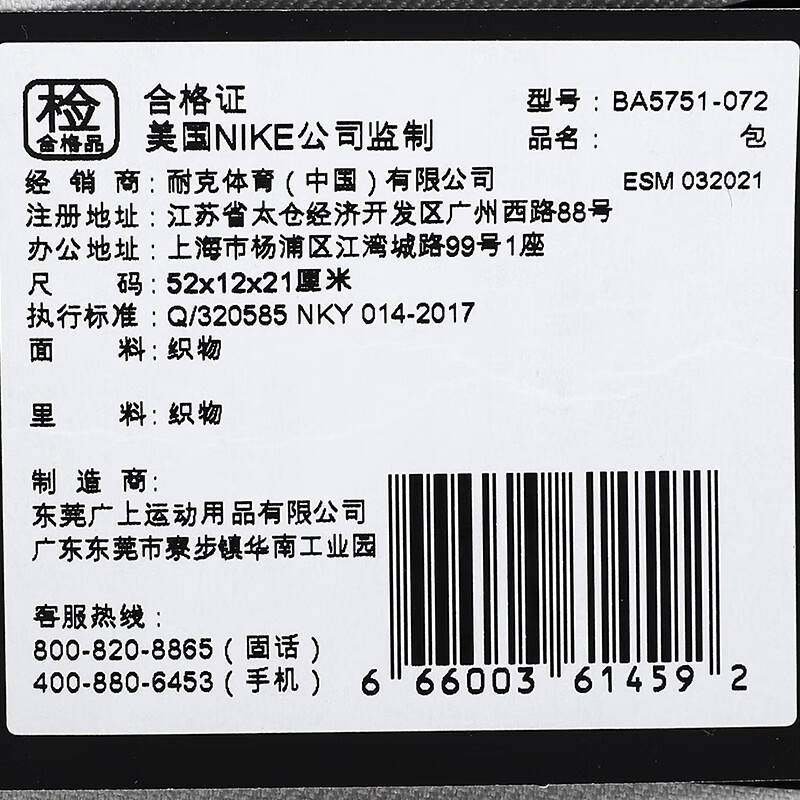 检
合格品
合格证
型号：BA5751-072
美国NIKE公司监制
品名：包
经销商：耐克体育（中国）有限公司
ESM 032021
注册地址：江苏省太仓经济开发区广州西路88号
办公地址：上海市杨浦区江湾城路99号1座
尺码：52x12x21厘米
执行标准：Q/320585 NKY 014-2017
面料：织物
里料：织物
制造商：
东莞广上运动用品有限公司
广东东莞市寮步镇华南工业园
客服热线：
800-820-8865（固话）
400-880-6453（手机）
6 66003 61459 2